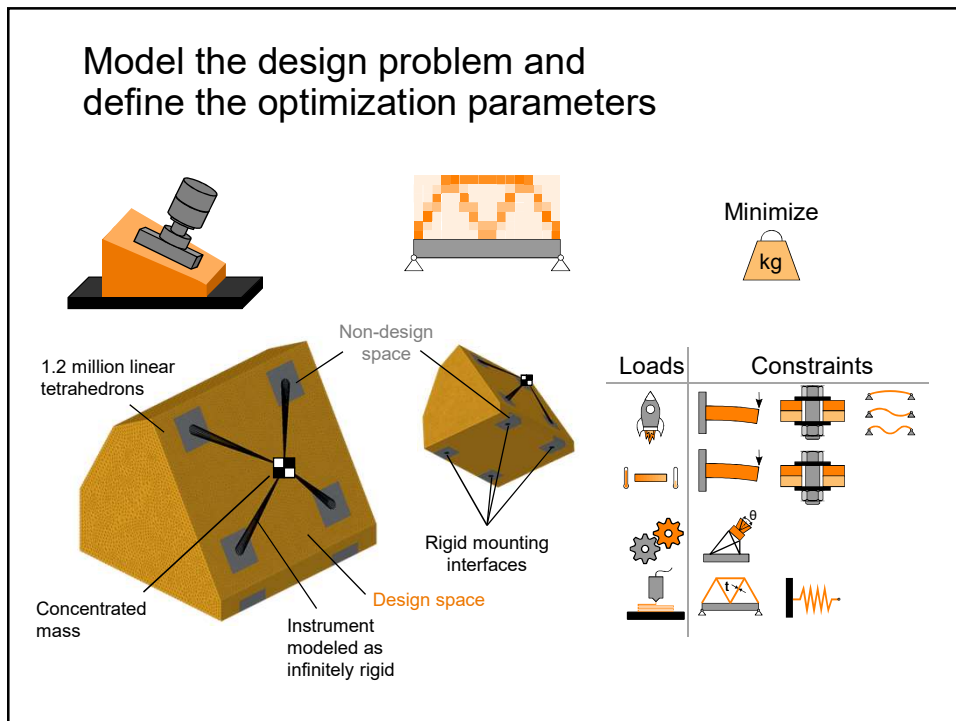 Model the design problem and
define the optimization parameters
Minimize
kg
Non-design
space
1.2 million linear
tetrahedrons
Rigid mounting
interfaces
Concentrated
mass
Design space
Instrument
modeled as
infinitely rigid
Loads
Constraints
θ
t